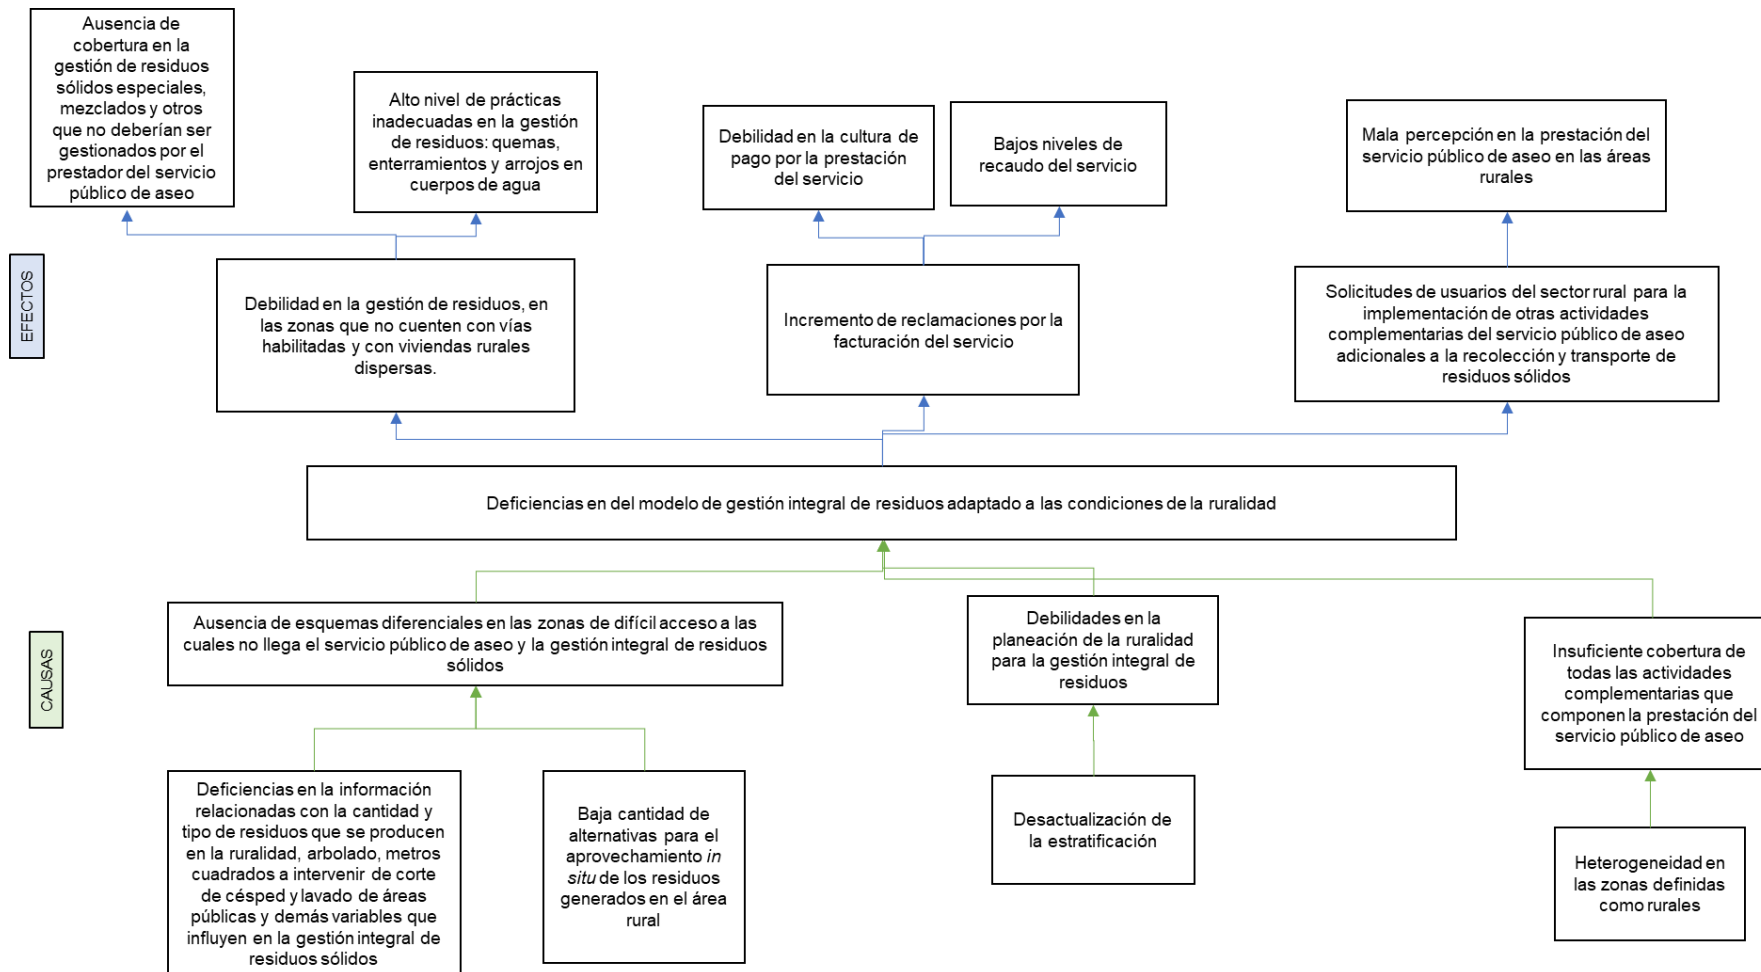 Ausencia de
cobertura en la
gestión de residuos
sólidos especiales,
mezclados y otros
que no deberían ser
gestionados por el
prestador del servicio
público de aseo
Alto nivel de prácticas
inadecuadas en la gestión
de residuos: quemas,
enterramientos y arrojos en
cuerpos de agua
Debilidad en la cultura de
pago por la prestación
del servicio
Bajos niveles de
recaudo del servicio
Mala percepción en la prestación del
servicio público de aseo en las áreas
rurales
EFECTOS
Debilidad en la gestión de residuos, en
las zonas que no cuenten con vías
habilitadas y con viviendas rurales
dispersas.
Incremento de reclamaciones por la
facturación del servicio
Solicitudes de usuarios del sector rural para la
implementación de otras actividades
complementarias del servicio público de aseo
adicionales a la recolección y transporte de
residuos sólidos
Deficiencias en del modelo de gestión integral de residuos adaptado a las condiciones de la ruralidad
CAUSAS
Ausencia de esquemas diferenciales en las zonas de difícil acceso a las
cuales no llega el servicio público de aseo y la gestión integral de residuos
sólidos
Debilidades en la
planeación de la ruralidad
para la gestión integral de
residuos
Insuficiente cobertura de
todas las actividades
complementarias que
componen la prestación del
servicio público de aseo
Deficiencias en la información
relacionadas con la cantidad y
tipo de residuos que se producen
en la ruralidad, arbolado, metros
cuadrados a intervenir de corte
de césped y lavado de áreas
públicas y demás variables que
influyen en la gestión integral de
residuos sólidos
Baja cantidad de
alternativas para el
aprovechamiento in
situ de los residuos
generados en el área
rural
Desactualización de
la estratificación
Heterogeneidad en
las zonas definidas
como rurales